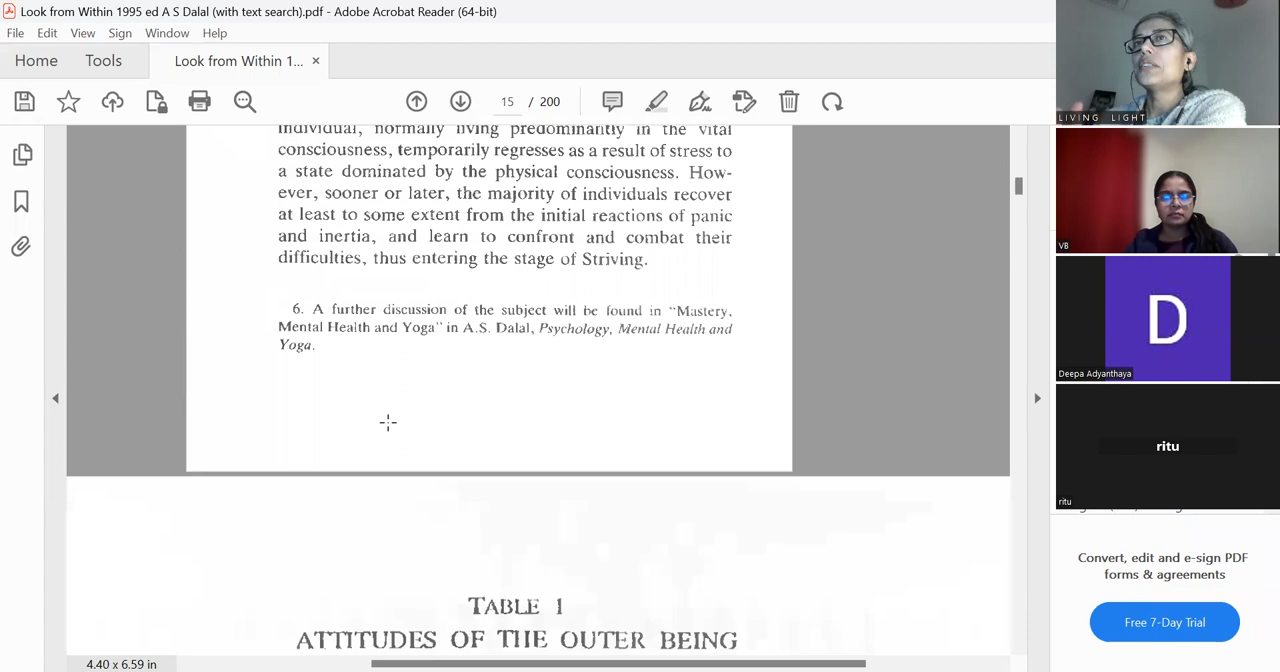 Look from Within 1995 ed A S Dalal (with text search).pdf - Adobe Acrobat Reader (64-bit)
File Edit View Sign Window Help
Home Tools Look from Within 1... ×
15 / 200
individual, normally living predominantly in the vital
consciousness, temporarily regresses as a result of stress to
a state dominated by the physical consciousness. How-
ever, sooner or later, the majority of individuals recover
at least to some extent from the initial reactions of panic
and inertia, and learn to confront and combat their
difficulties, thus entering the stage of Striving.
6. A further discussion of the subject will be found in "Mastery,
Mental Health and Yoga" in A.S. Dalal, Psychology, Mental Health and
Yoga.
TABLE 1
ATTITUDES OF THE OUTER BEING
4.40 x 6.59 in
LIVING LIGHT
VB
D
Deepa Adyanthaya
ritu
ritu
Convert, edit and e-sign PDF
forms & agreements
Free 7-Day Trial